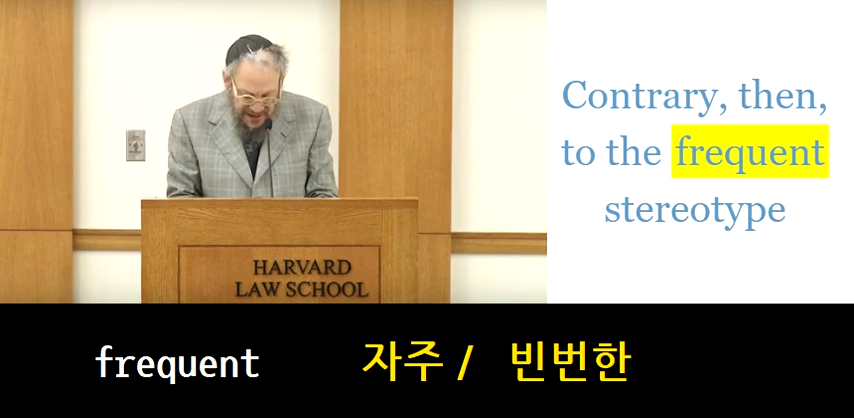 Contrary, then,
to the frequent
stereotype
HARVARD
LAW SCHOOL
frequent 자주 / 빈번한